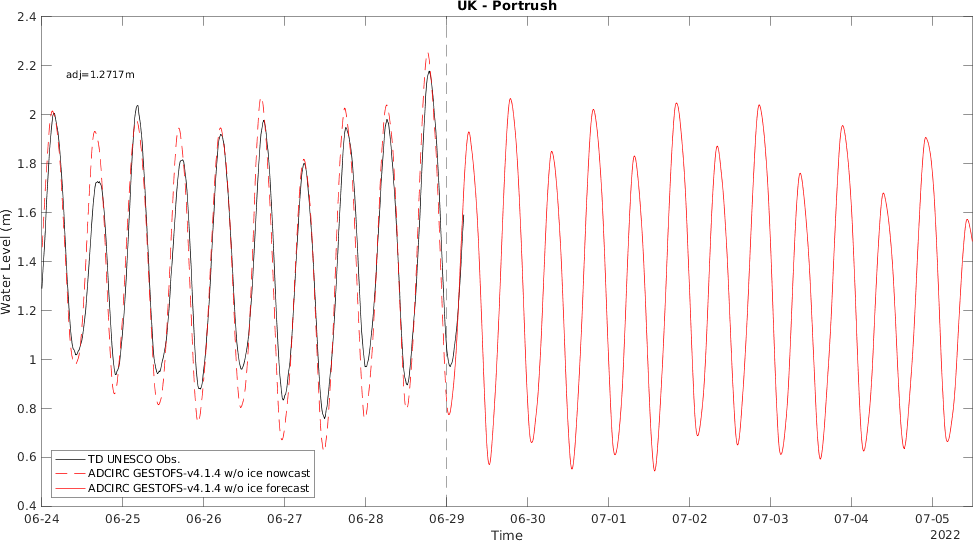 UK - Portrush
2.4
2.2
adj=1.2717m
2
1.8
1.6
1.4
1.2
1
0.8
0.6
0.4
Water Level (m)
TD UNESCO Obs.
ADCIRC GESTOFS-v4.1.4 w/o ice nowcast
ADCIRC GESTOFS-v4.1.4 w/o ice forecast
06-24 06-25 06-26 06-27 06-28 06-29 06-30 07-01 07-02 07-03 07-04 07-05
Time
2022